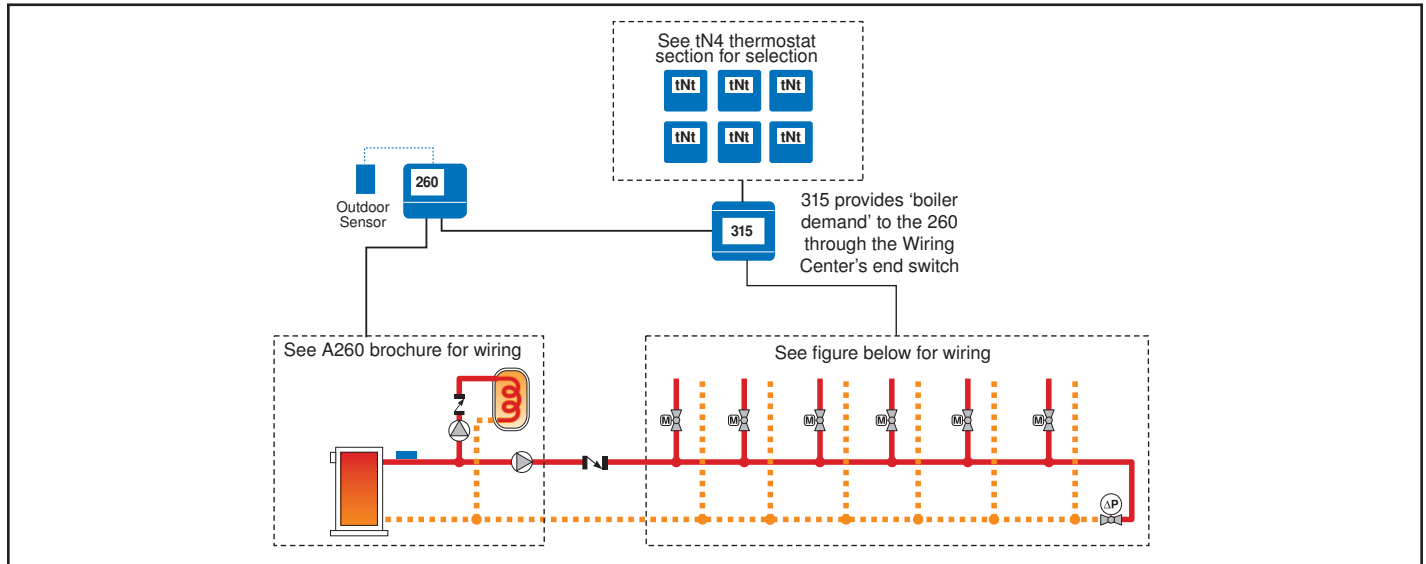 See tN4 thermostat
section for selection
tNt tNt tNt
tNt tNt tNt
260
Outdoor
Sensor
315
315 provides ‘boiler
demand’ to the 260
through the Wiring
Center’s end switch
See A260 brochure for wiring
See figure below for wiring
M M M M M M
ΔP